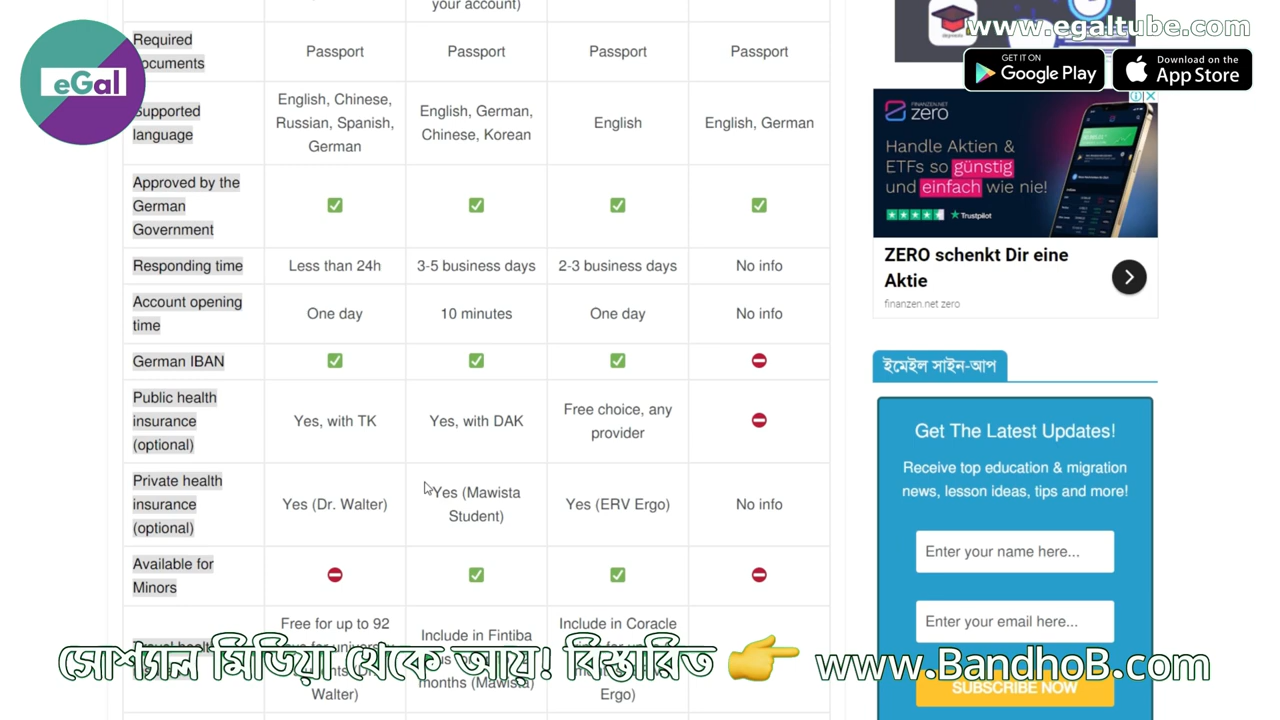 your account)
Required
Documents
Passport
Passport
Passport
Passport
Supported
language
English, Chinese,
Russian, Spanish,
German
English, German,
Chinese, Korean
English
English, German
Approved by the
German
Government
Responding time
Less than 24h
3-5 business days
2-3 business days
No info
Account opening
time
One day
10 minutes
One day
No info
German IBAN
Public health
insurance
(optional)
Yes, with TK
Yes, with DAK
Free choice, any
provider
Private health
insurance
(optional)
Yes (Dr. Walter)
Yes (Mawista
Student)
Yes (ERV Ergo)
No info
Available for
Minors
Free for up to 92
Walter)
Include in Fintiba
months (Mawista)
Include in Coracle
Ergo)
eGal
www.egaltube.com
GET IT ON
Google Play
Download on the
App Store
FINANZEN.NET
zero
Handle Aktien &
ETFs so günstig
und einfach wie nie!
Trustpilot
ZERO schenkt Dir eine
Aktie
finanzen.net zero
ইমেইল সাইন-আপ
Get The Latest Updates!
Receive top education & migration
news, lesson ideas, tips and more!
Enter your name here...
Enter your email here...
SUBSCRIBE NOW
সোশ্যাল মিডিয়া থেকে আয়! বিস্তারিত 👉 www.BandhoB.com